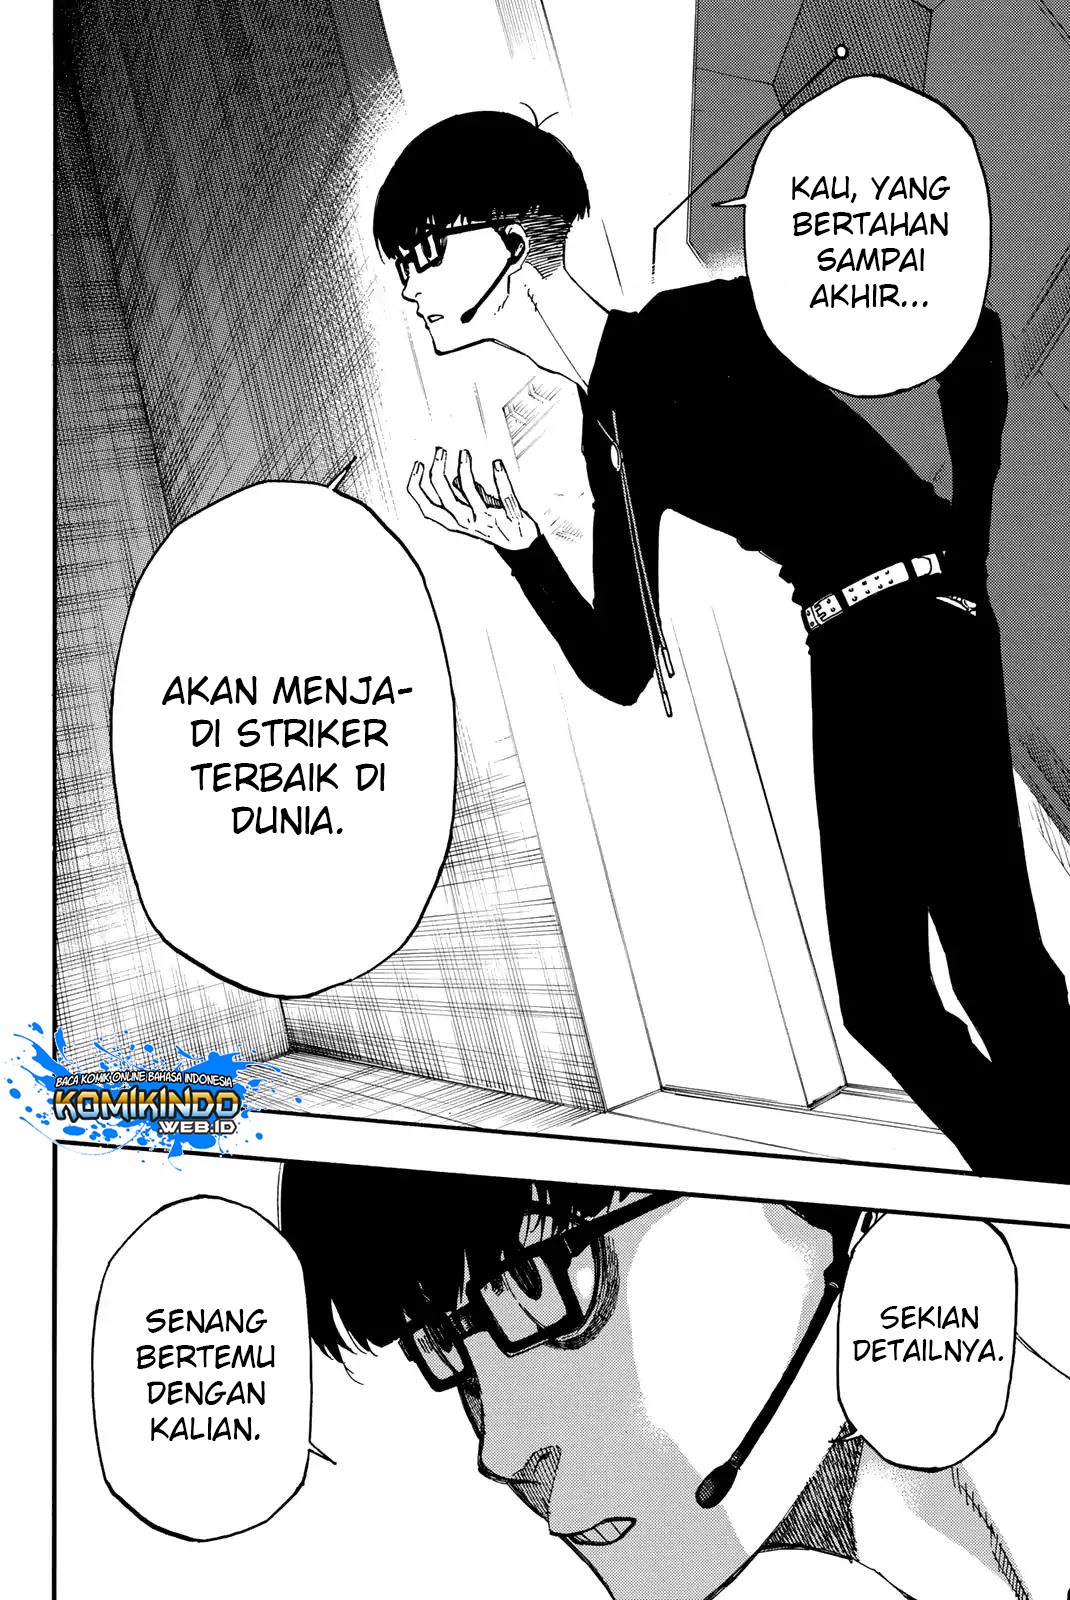 KAU, YANG
BERTAHAN
SAMPAI
AKHIR...
AKAN MENJA-
DI STRIKER
TERBAIK DI
DUNIA.
BACA KOMIK ONLINE BAHASA INDONESIA
KOMIKINDO
.WEB.ID
SEKIAN
DETAILNYA.
SENANG
BERTEMU
DENGAN
KALIAN.